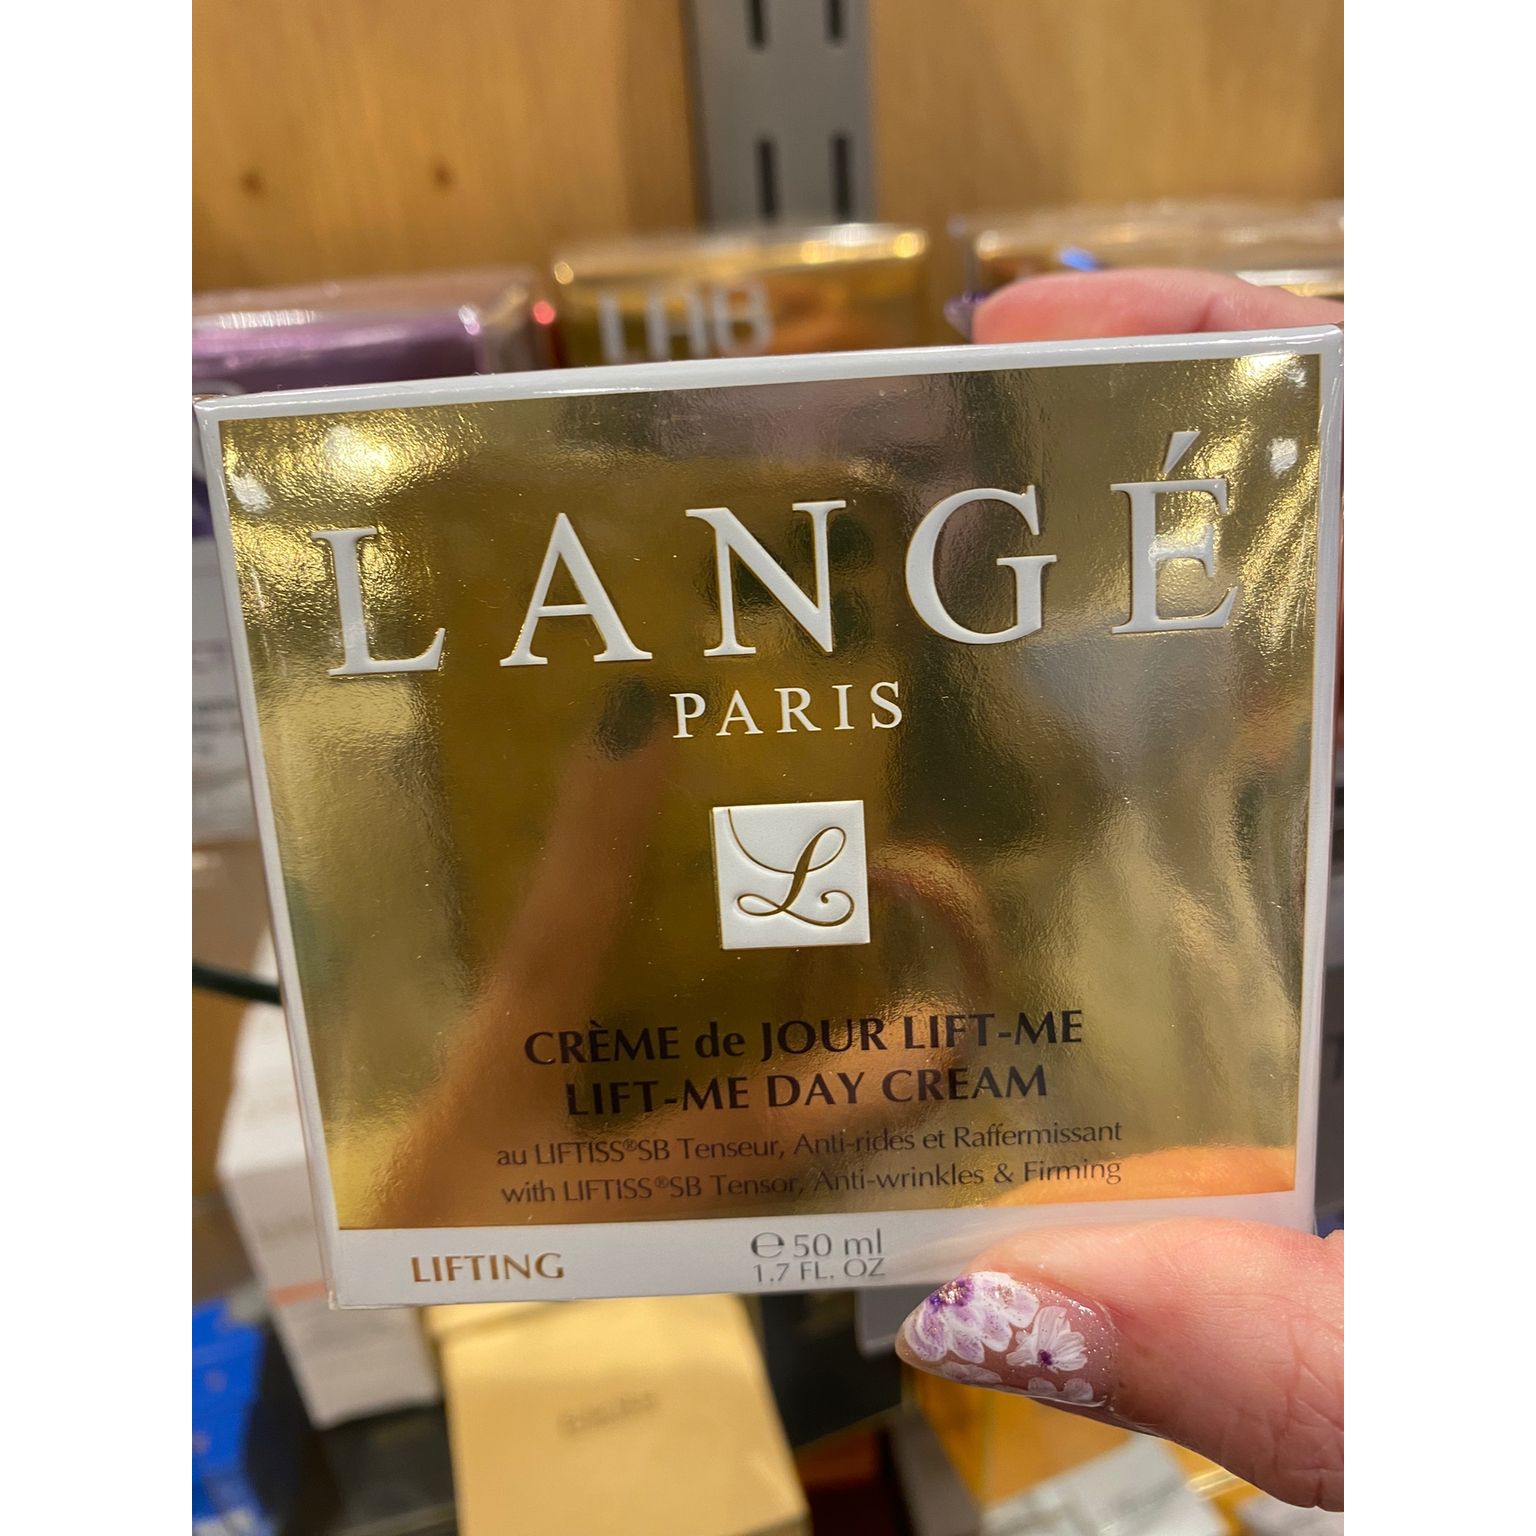 LANGÉ
PARIS
L
CRÈME de JOUR LIFT-ME
LIFT-ME DAY CREAM
au LIFTISS®SB Tenseur, Anti-rides et Raffermissant
with LIFTISS®SB Tensor, Anti-wrinkles & Firming
LIFTING
℮ 50 ml
1.7 FL. OZ